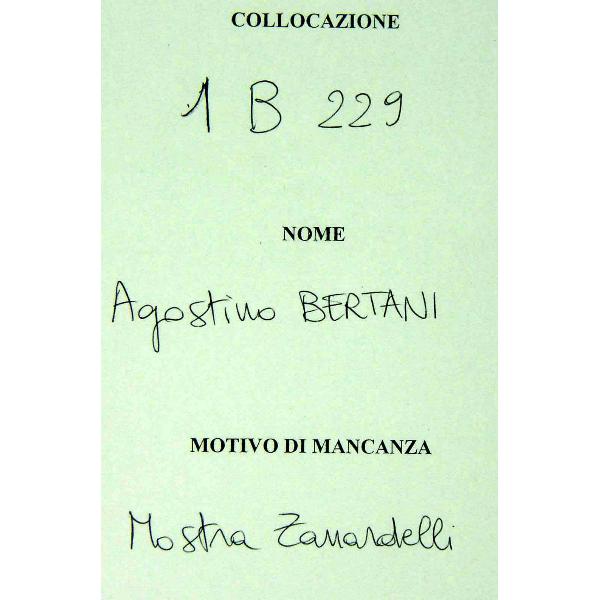 COLLOCAZIONE
1 B 229
NOME
Agostino BERTANI
MOTIVO DI MANCANZA
Mostra Zanardelli